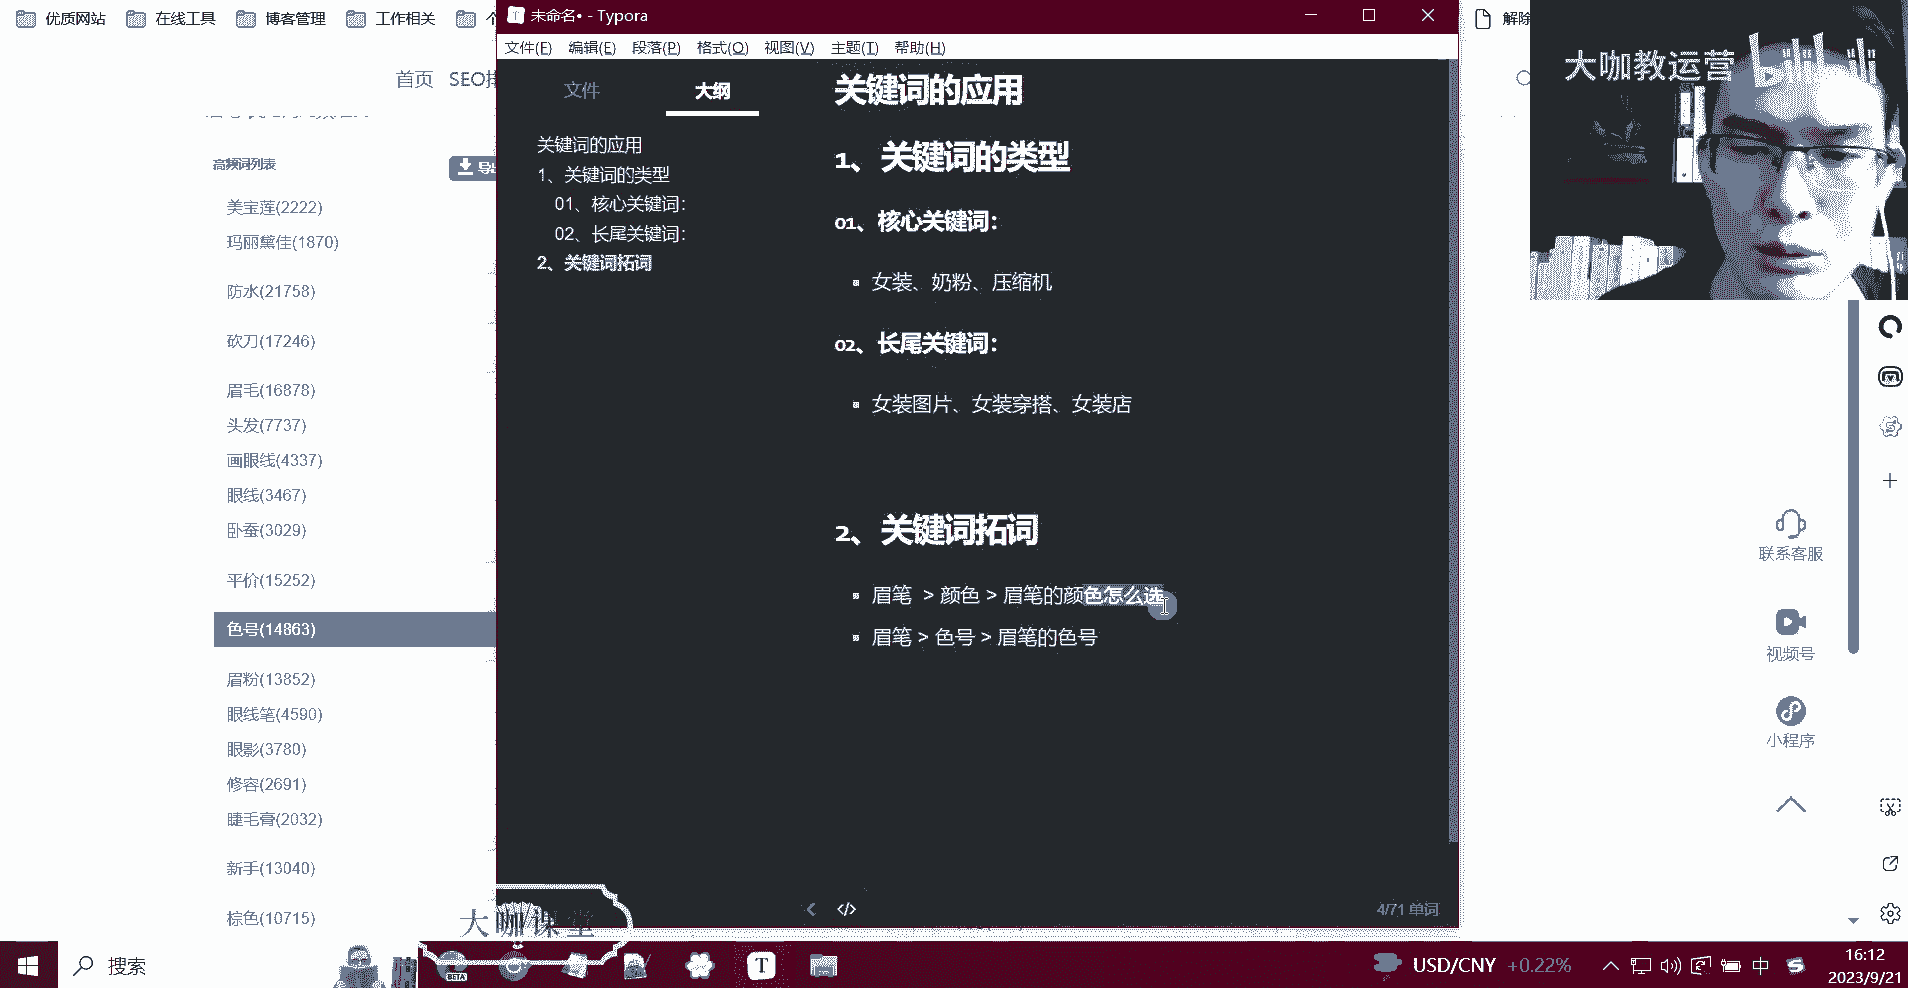 优质网站
在线工具
博客管理
工作相关
未命名• - Typora
解除
文件(F) 编辑(E) 段落(P) 格式(O) 视图(V) 主题(T) 帮助(H)
大咖教运营
首页 SEO
文件
大纲
关键词的应用
1、关键词的类型
01、核心关键词：
02、长尾关键词：
2、关键词拓词
关键词的应用
1、关键词的类型
01、核心关键词：
女装、奶粉、压缩机
02、长尾关键词：
女装图片、女装穿搭、女装店
2、关键词拓词
眉笔 > 颜色 > 眉笔的颜色怎么选
眉笔 > 色号 > 眉笔的色号
</> 4/71 单词
高频词列表
美宝莲(2222)
玛丽黛佳(1870)
防水(21758)
砍刀(17246)
眉毛(16878)
头发(7737)
画眼线(4337)
眼线(3467)
卧蚕(3029)
平价(15252)
色号(14863)
眉粉(13852)
眼线笔(4590)
眼影(3780)
修容(2691)
睫毛膏(2032)
新手(13040)
棕色(10715)
联系客服
视频号
小程序
大咖课堂
搜索
BETA
T
USD/CNY +0.22%
中
16:12
2023/9/21